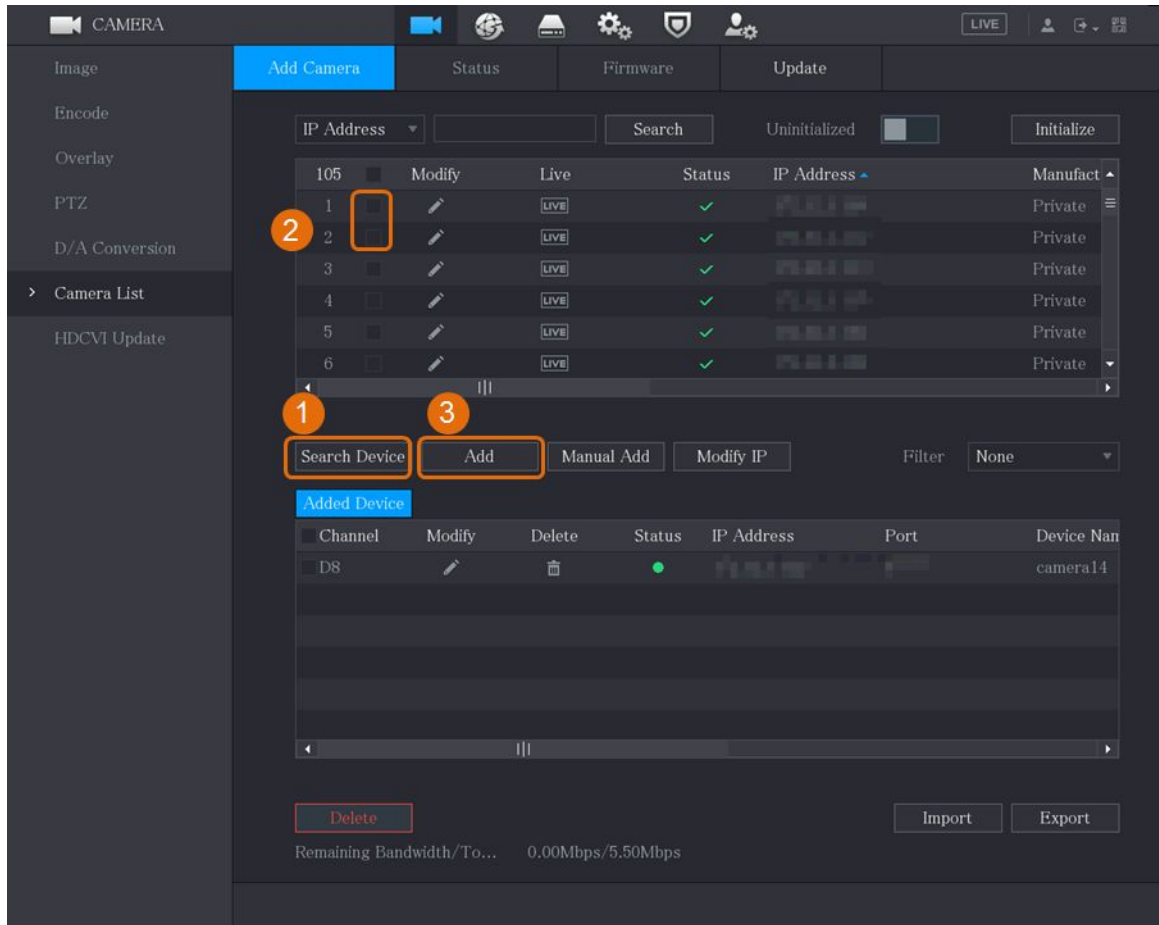 CAMERA LIVE
Image
Encode
Overlay
PTZ
D/A Conversion
> Camera List
HDCVI Update
Add Camera Status Firmware Update
IP Address Search Uninitialized Initialize
105 Modify Live Status IP Address Manufact
1 LIVE Private
2 2 LIVE Private
3 LIVE Private
4 LIVE Private
5 LIVE Private
6 LIVE Private
1 3
Search Device Add Manual Add Modify IP Filter None
Added Device
Channel Modify Delete Status IP Address Port Device Nam
D8 camera14
Delete Import Export
Remaining Bandwidth/To... 0.00Mbps/5.50Mbps